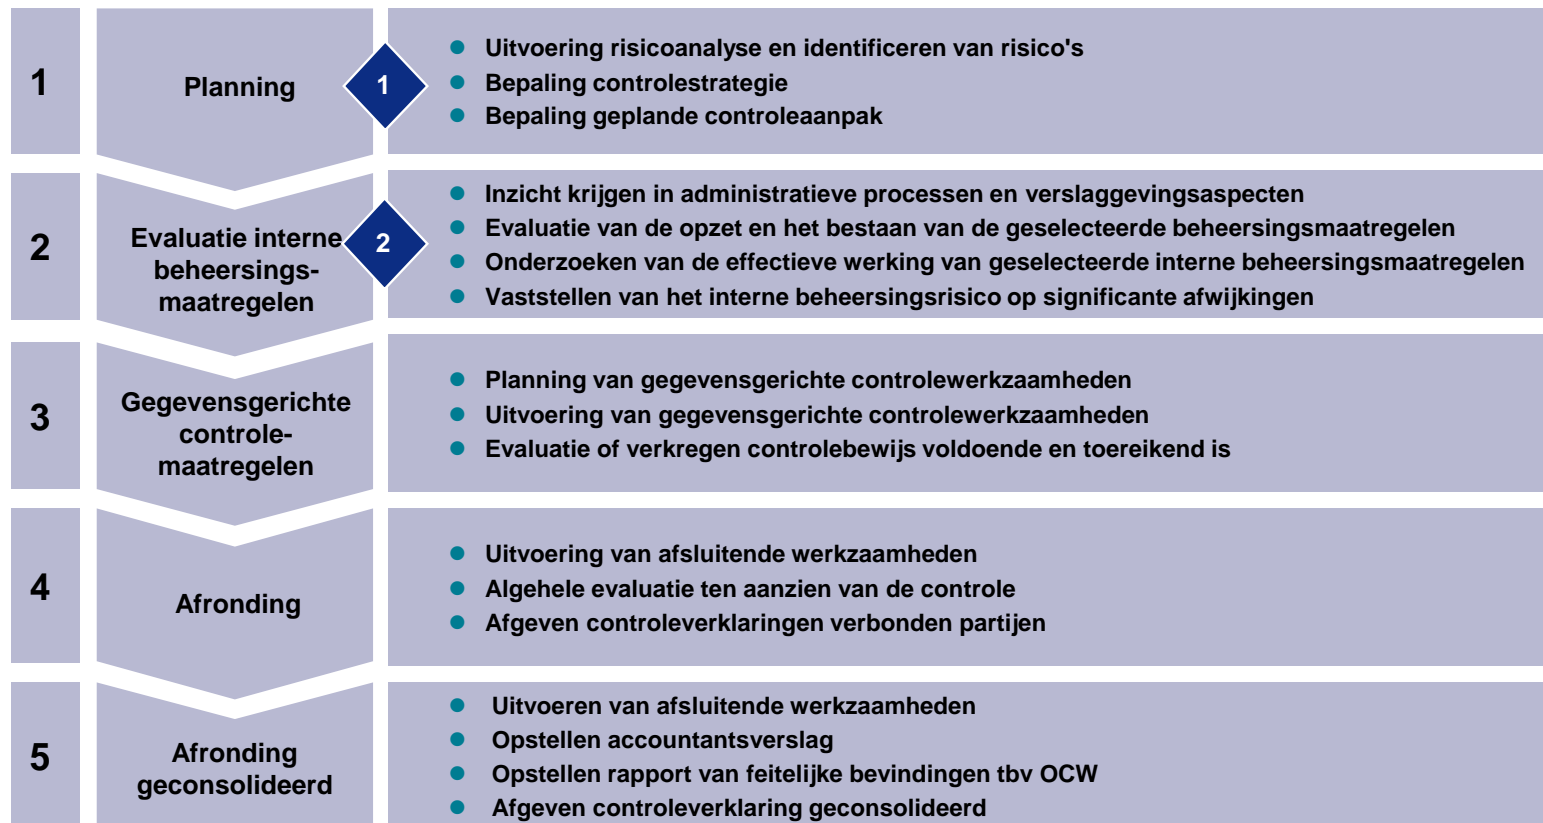 1
Planning
1
Uitvoering risicoanalyse en identificeren van risico's
Bepaling controlestrategie
Bepaling geplande controleaanpak
2
Evaluatie interne
beheersings-
maatregelen
2
Inzicht krijgen in administratieve processen en verslaggevingsaspecten
Evaluatie van de opzet en het bestaan van de geselecteerde beheersingsmaatregelen
Onderzoeken van de effectieve werking van geselecteerde interne beheersingsmaatregelen
Vaststellen van het interne beheersingsrisico op significante afwijkingen
3
Gegevensgerichte
controle-
maatregelen
Planning van gegevensgerichte controlewerkzaamheden
Uitvoering van gegevensgerichte controlewerkzaamheden
Evaluatie of verkregen controlebewijs voldoende en toereikend is
4
Afronding
Uitvoering van afsluitende werkzaamheden
Algehele evaluatie ten aanzien van de controle
Afgeven controleverklaringen verbonden partijen
5
Afronding
geconsolideerd
Uitvoeren van afsluitende werkzaamheden
Opstellen accountantsverslag
Opstellen rapport van feitelijke bevindingen tbv OCW
Afgeven controleverklaring geconsolideerd